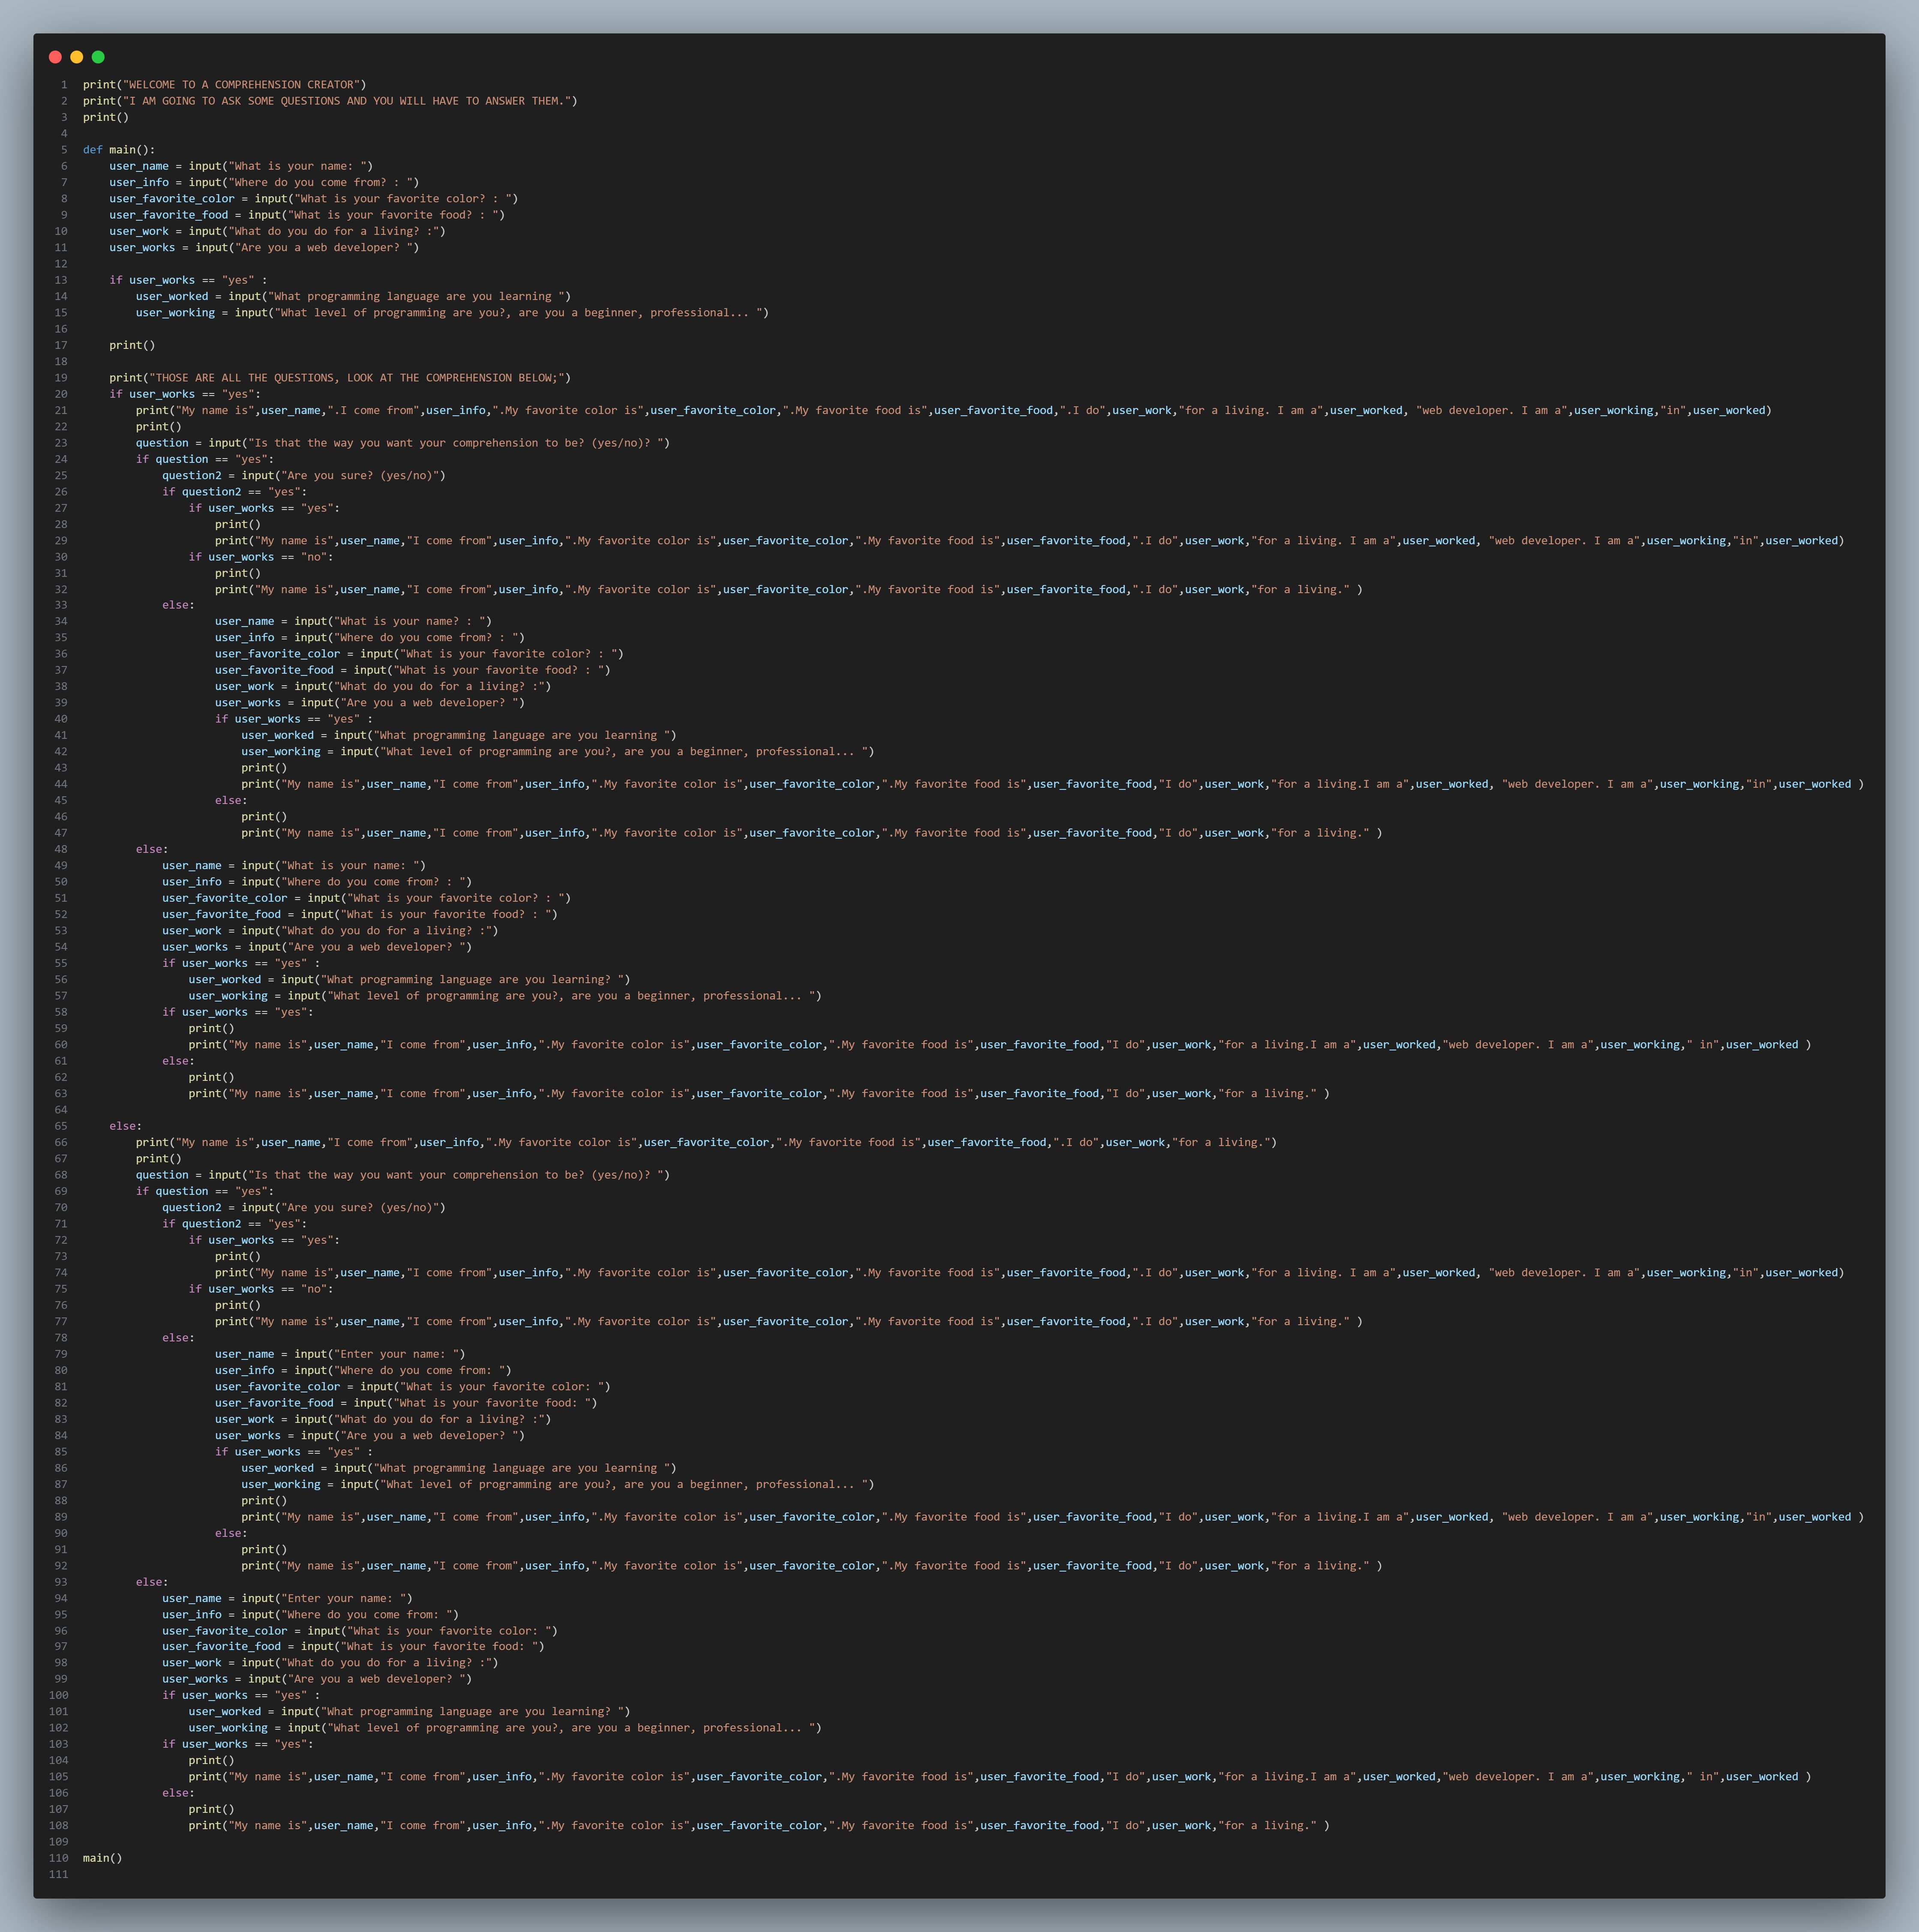 1 print("WELCOME TO A COMPREHENSION CREATOR")
2 print("I AM GOING TO ASK SOME QUESTIONS AND YOU WILL HAVE TO ANSWER THEM.")
3 print()
4
5 def main():
6     user_name = input("What is your name: ")
7     user_info = input("Where do you come from? : ")
8     user_favorite_color = input("What is your favorite color? : ")
9     user_favorite_food = input("What is your favorite food? : ")
10     user_work = input("What do you do for a living? :")
11     user_works = input("Are you a web developer? ")
12
13     if user_works == "yes" :
14         user_worked = input("What programming language are you learning ")
15         user_working = input("What level of programming are you?, are you a beginner, professional... ")
16
17     print()
18
19     print("THOSE ARE ALL THE QUESTIONS, LOOK AT THE COMPREHENSION BELOW;")
20     if user_works == "yes":
21         print("My name is",user_name,".I come from",user_info,".My favorite color is",user_favorite_color,".My favorite food is",user_favorite_food,".I do",user_work,"for a living. I am a",user_worked, "web developer. I am a",user_working,"in",user_worked)
22         print()
23         question = input("Is that the way you want your comprehension to be? (yes/no)? ")
24         if question == "yes":
25             question2 = input("Are you sure? (yes/no)")
26             if question2 == "yes":
27                 if user_works == "yes":
28                     print()
29                     print("My name is",user_name,"I come from",user_info,".My favorite color is",user_favorite_color,".My favorite food is",user_favorite_food,".I do",user_work,"for a living. I am a",user_worked, "web developer. I am a",user_working,"in",user_worked)
30                 if user_works == "no":
31                     print()
32                     print("My name is",user_name,"I come from",user_info,".My favorite color is",user_favorite_color,".My favorite food is",user_favorite_food,".I do",user_work,"for a living." )
33             else:
34                     user_name = input("What is your name? : ")
35                     user_info = input("Where do you come from? : ")
36                     user_favorite_color = input("What is your favorite color? : ")
37                     user_favorite_food = input("What is your favorite food? : ")
38                     user_work = input("What do you do for a living? :")
39                     user_works = input("Are you a web developer? ")
40                     if user_works == "yes" :
41                         user_worked = input("What programming language are you learning ")
42                         user_working = input("What level of programming are you?, are you a beginner, professional... ")
43                         print()
44                         print("My name is",user_name,"I come from",user_info,".My favorite color is",user_favorite_color,".My favorite food is",user_favorite_food,"I do",user_work,"for a living.I am a",user_worked, "web developer. I am a",user_working,"in",user_worked )
45                     else:
46                         print()
47                         print("My name is",user_name,"I come from",user_info,".My favorite color is",user_favorite_color,".My favorite food is",user_favorite_food,"I do",user_work,"for a living." )
48         else:
49             user_name = input("What is your name: ")
50             user_info = input("Where do you come from? : ")
51             user_favorite_color = input("What is your favorite color? : ")
52             user_favorite_food = input("What is your favorite food? : ")
53             user_work = input("What do you do for a living? :")
54             user_works = input("Are you a web developer? ")
55             if user_works == "yes" :
56                 user_worked = input("What programming language are you learning? ")
57                 user_working = input("What level of programming are you?, are you a beginner, professional... ")
58             if user_works == "yes":
59                 print()
60                 print("My name is",user_name,"I come from",user_info,".My favorite color is",user_favorite_color,".My favorite food is",user_favorite_food,"I do",user_work,"for a living.I am a",user_worked,"web developer. I am a",user_working," in",user_worked )
61             else:
62                 print()
63                 print("My name is",user_name,"I come from",user_info,".My favorite color is",user_favorite_color,".My favorite food is",user_favorite_food,"I do",user_work,"for a living." )
64
65     else:
66         print("My name is",user_name,"I come from",user_info,".My favorite color is",user_favorite_color,".My favorite food is",user_favorite_food,".I do",user_work,"for a living.")
67         print()
68         question = input("Is that the way you want your comprehension to be? (yes/no)? ")
69         if question == "yes":
70             question2 = input("Are you sure? (yes/no)")
71             if question2 == "yes":
72                 if user_works == "yes":
73                     print()
74                     print("My name is",user_name,"I come from",user_info,".My favorite color is",user_favorite_color,".My favorite food is",user_favorite_food,".I do",user_work,"for a living. I am a",user_worked, "web developer. I am a",user_working,"in",user_worked)
75                 if user_works == "no":
76                     print()
77                     print("My name is",user_name,"I come from",user_info,".My favorite color is",user_favorite_color,".My favorite food is",user_favorite_food,".I do",user_work,"for a living." )
78             else:
79                     user_name = input("Enter your name: ")
80                     user_info = input("Where do you come from: ")
81                     user_favorite_color = input("What is your favorite color: ")
82                     user_favorite_food = input("What is your favorite food: ")
83                     user_work = input("What do you do for a living? :")
84                     user_works = input("Are you a web developer? ")
85                     if user_works == "yes" :
86                         user_worked = input("What programming language are you learning ")
87                         user_working = input("What level of programming are you?, are you a beginner, professional... ")
88                         print()
89                         print("My name is",user_name,"I come from",user_info,".My favorite color is",user_favorite_color,".My favorite food is",user_favorite_food,"I do",user_work,"for a living.I am a",user_worked, "web developer. I am a",user_working,"in",user_worked )
90                     else:
91                         print()
92                         print("My name is",user_name,"I come from",user_info,".My favorite color is",user_favorite_color,".My favorite food is",user_favorite_food,"I do",user_work,"for a living." )
93         else:
94             user_name = input("Enter your name: ")
95             user_info = input("Where do you come from: ")
96             user_favorite_color = input("What is your favorite color: ")
97             user_favorite_food = input("What is your favorite food: ")
98             user_work = input("What do you do for a living? :")
99             user_works = input("Are you a web developer? ")
100             if user_works == "yes" :
101                 user_worked = input("What programming language are you learning? ")
102                 user_working = input("What level of programming are you?, are you a beginner, professional... ")
103             if user_works == "yes":
104                 print()
105                 print("My name is",user_name,"I come from",user_info,".My favorite color is",user_favorite_color,".My favorite food is",user_favorite_food,"I do",user_work,"for a living.I am a",user_worked,"web developer. I am a",user_working," in",user_worked )
106             else:
107                 print()
108                 print("My name is",user_name,"I come from",user_info,".My favorite color is",user_favorite_color,".My favorite food is",user_favorite_food,"I do",user_work,"for a living." )
109
110 main()
111